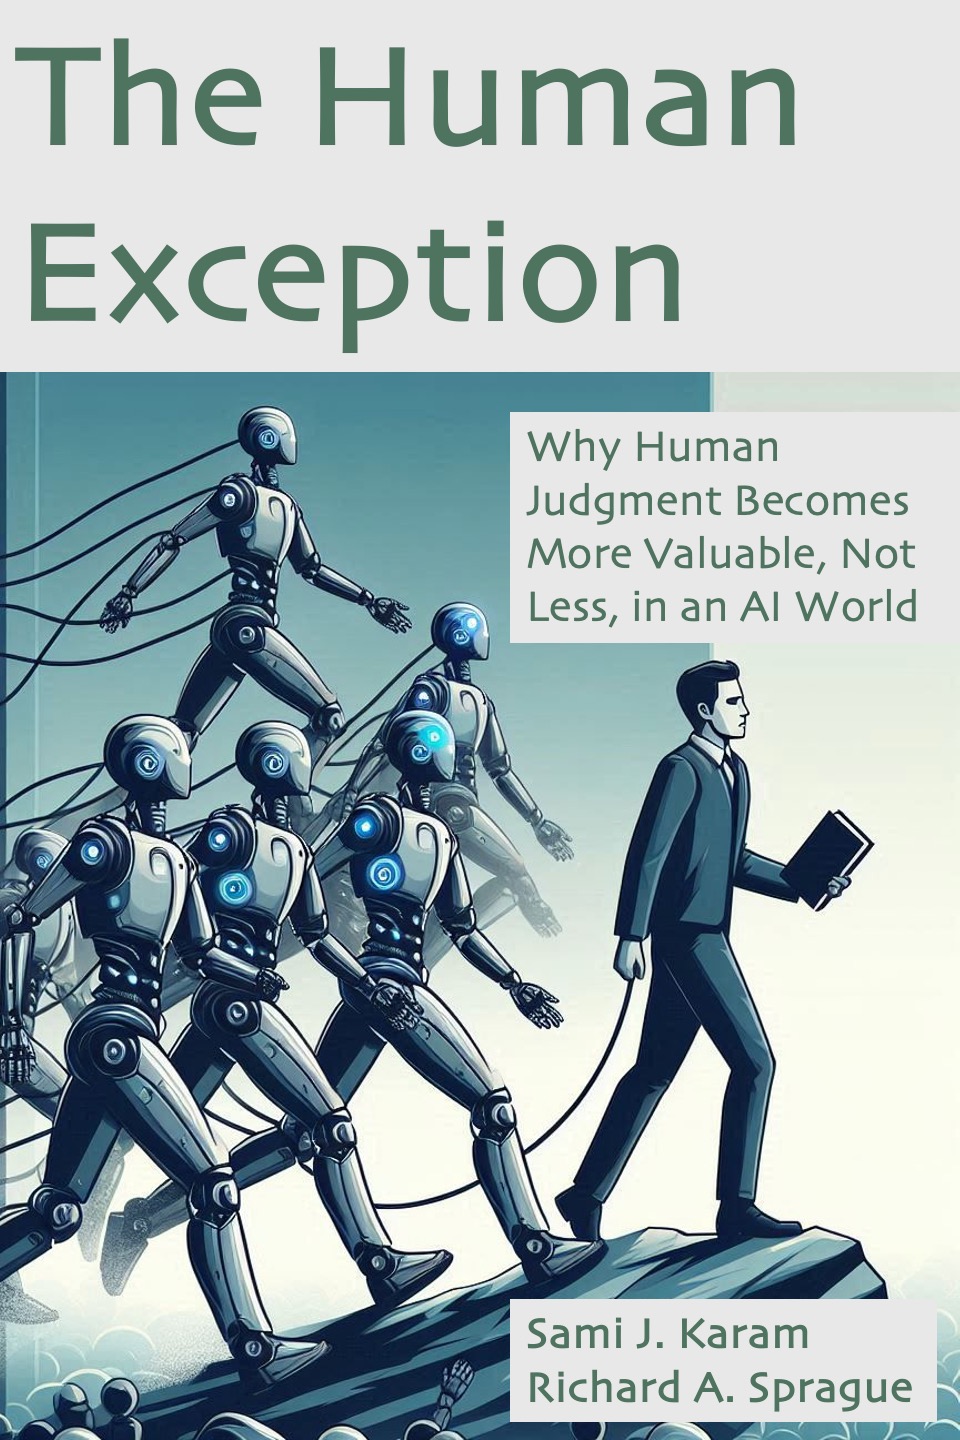 The Human
Exception
Why Human
Judgment Becomes
More Valuable, Not
Less, in an AI World
Sami J. Karam
Richard A. Sprague